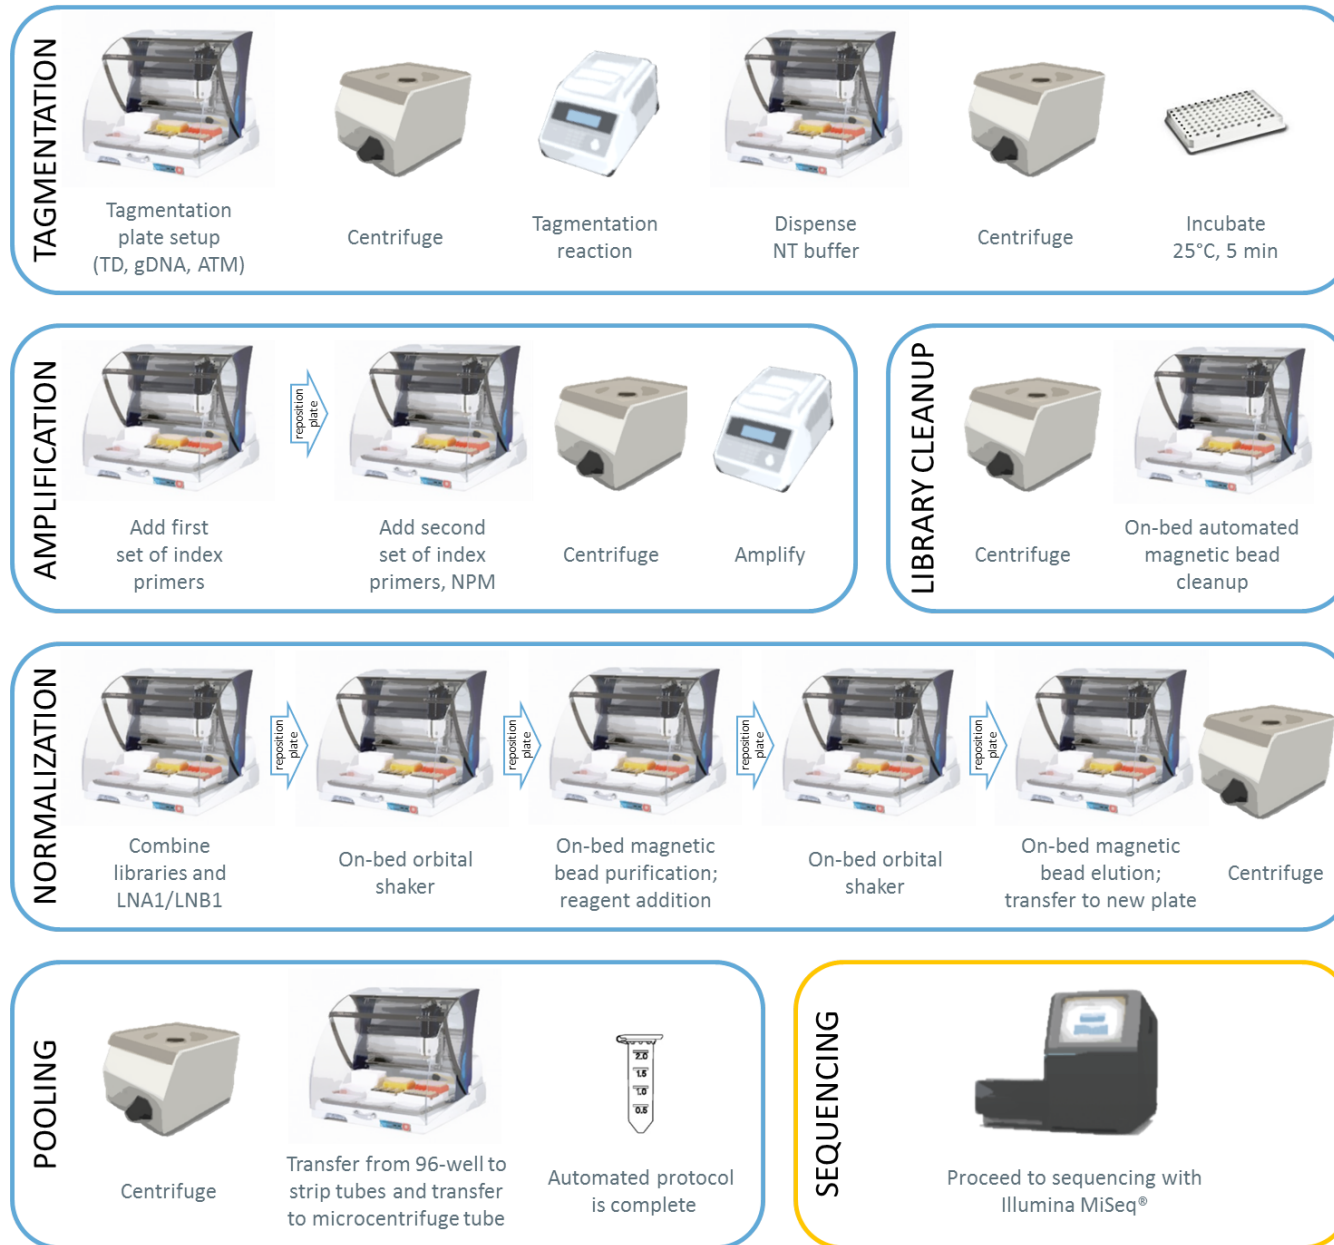 TAGMENTATION
Tagmentation
plate setup
(TD, gDNA, ATM)
Centrifuge
Tagmentation
reaction
Dispense
NT buffer
Centrifuge
Incubate
25°C, 5 min
AMPLIFICATION
Add first
set of index
primers
reposition
plate
Add second
set of index
primers, NPM
Centrifuge
Amplify
LIBRARY CLEANUP
Centrifuge
On-bed automated
magnetic bead
cleanup
NORMALIZATION
Combine
libraries and
LNA1/LNB1
reposition
plate
On-bed orbital
shaker
reposition
plate
On-bed magnetic
bead purification;
reagent addition
reposition
plate
On-bed orbital
shaker
reposition
plate
On-bed magnetic
bead elution;
transfer to new plate
Centrifuge
POOLING
Centrifuge
Transfer from 96-well to
strip tubes and transfer
to microcentrifuge tube
2.0
1.5
1.0
0.5
Automated protocol
is complete
SEQUENCING
Proceed to sequencing with
Illumina MiSeq®